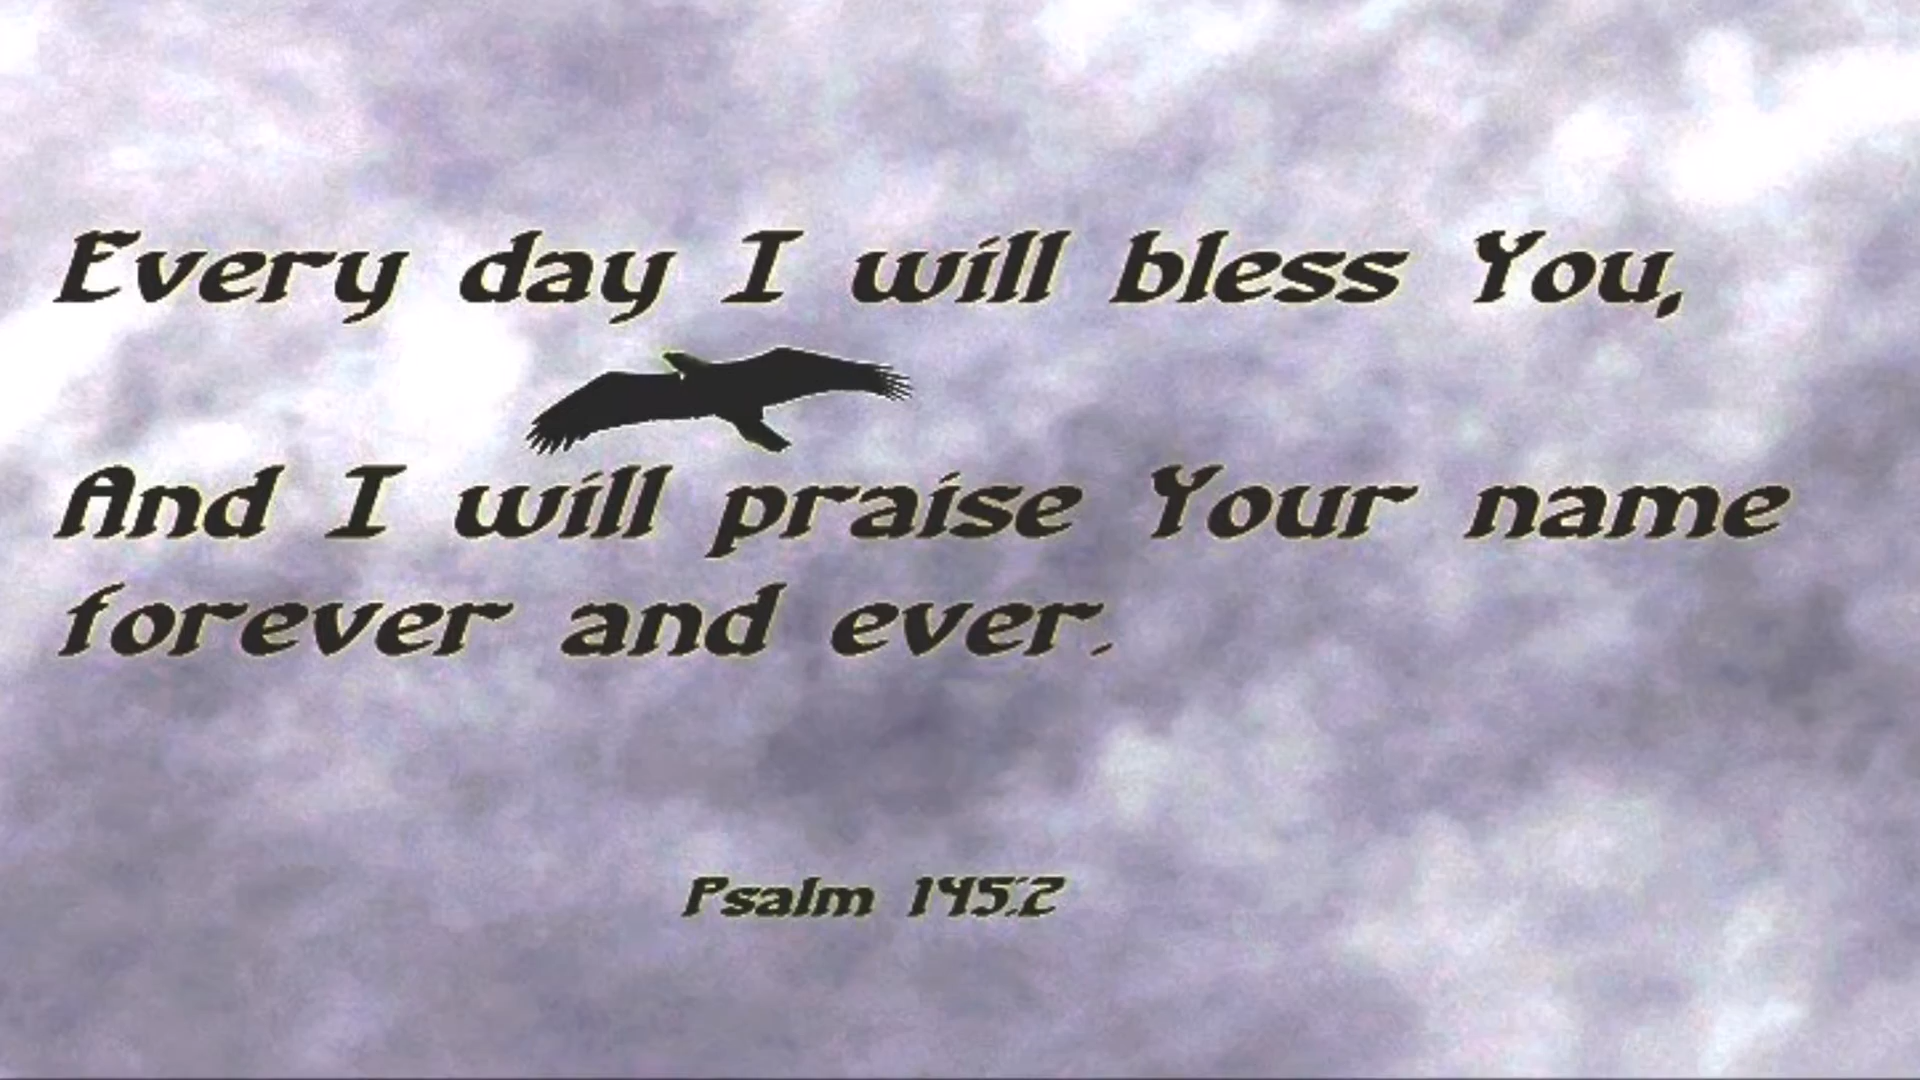 Every day I will bless You,
And I will praise Your name
forever and ever.
Psalm 145:2